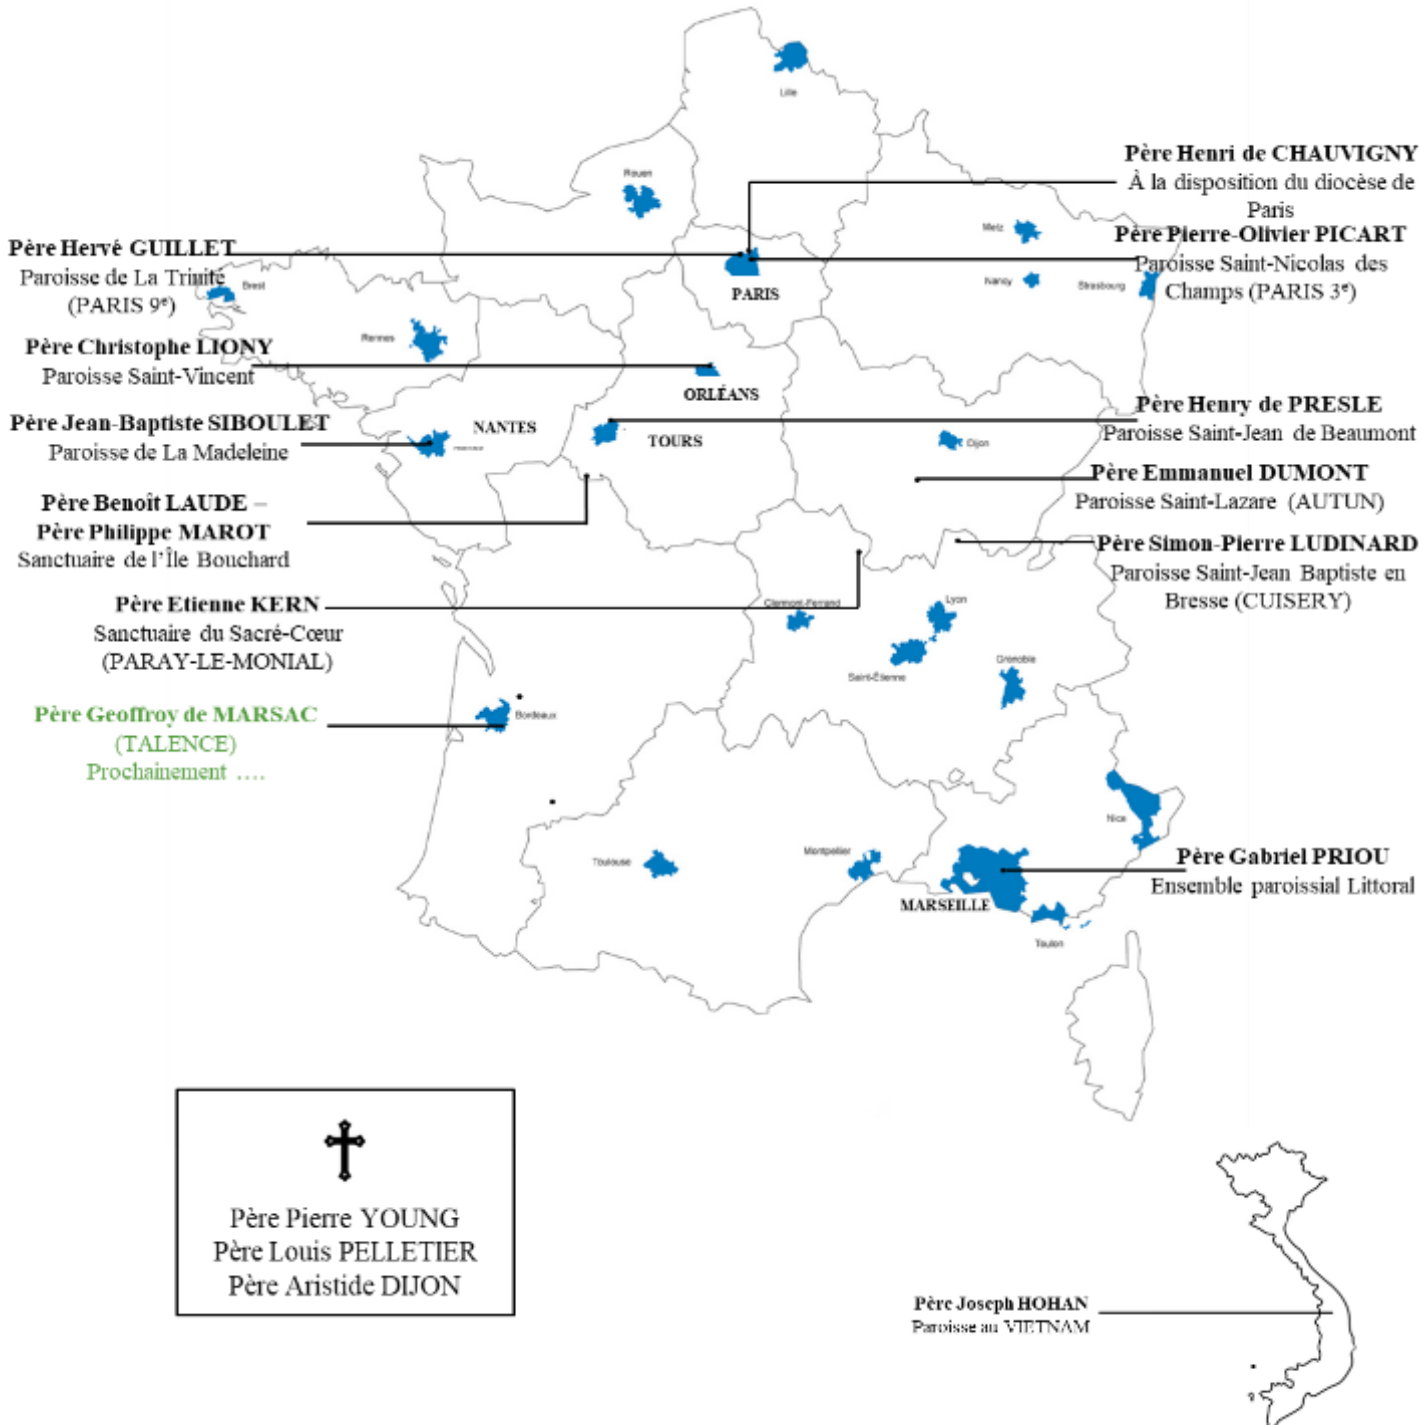 Lille
Père Henri de CHAUVIGNY
À la disposition du diocèse de
Paris
Rouen
Metz
Père Pierre-Olivier PICART
Paroisse Saint-Nicolas des
Champs (PARIS 3e)
Père Hervé GUILLET
Paroisse de La Trinité
(PARIS 9e)
Brest
PARIS
Nancy
Strasbourg
Rennes
Père Christophe LIONY
Paroisse Saint-Vincent
ORLÉANS
Père Henry de PRESLE
Paroisse Saint-Jean de Beaumont
Père Jean-Baptiste SIBOULET
Paroisse de La Madeleine
NANTES
TOURS
Dijon
Père Emmanuel DUMONT
Paroisse Saint-Lazare (AUTUN)
Père Benoît LAUDE –
Père Philippe MAROT
Sanctuaire de l'Île Bouchard
Père Simon-Pierre LUDINARD
Paroisse Saint-Jean Baptiste en
Bresse (CUISERY)
Père Etienne KERN
Sanctuaire du Sacré-Cœur
(PARAY-LE-MONIAL)
Clermont-Ferrand
Lyon
Saint-Étienne
Grenoble
Père Geoffroy de MARSAC
(TALENCE)
Prochainement ....
Bordeaux
Nice
Toulouse
Montpellier
Père Gabriel PRIOU
Ensemble paroissial Littoral
MARSEILLE
Toulon
Père Pierre YOUNG
Père Louis PELLETIER
Père Aristide DIJON
Père Joseph HOHAN
Paroisse au VIETNAM